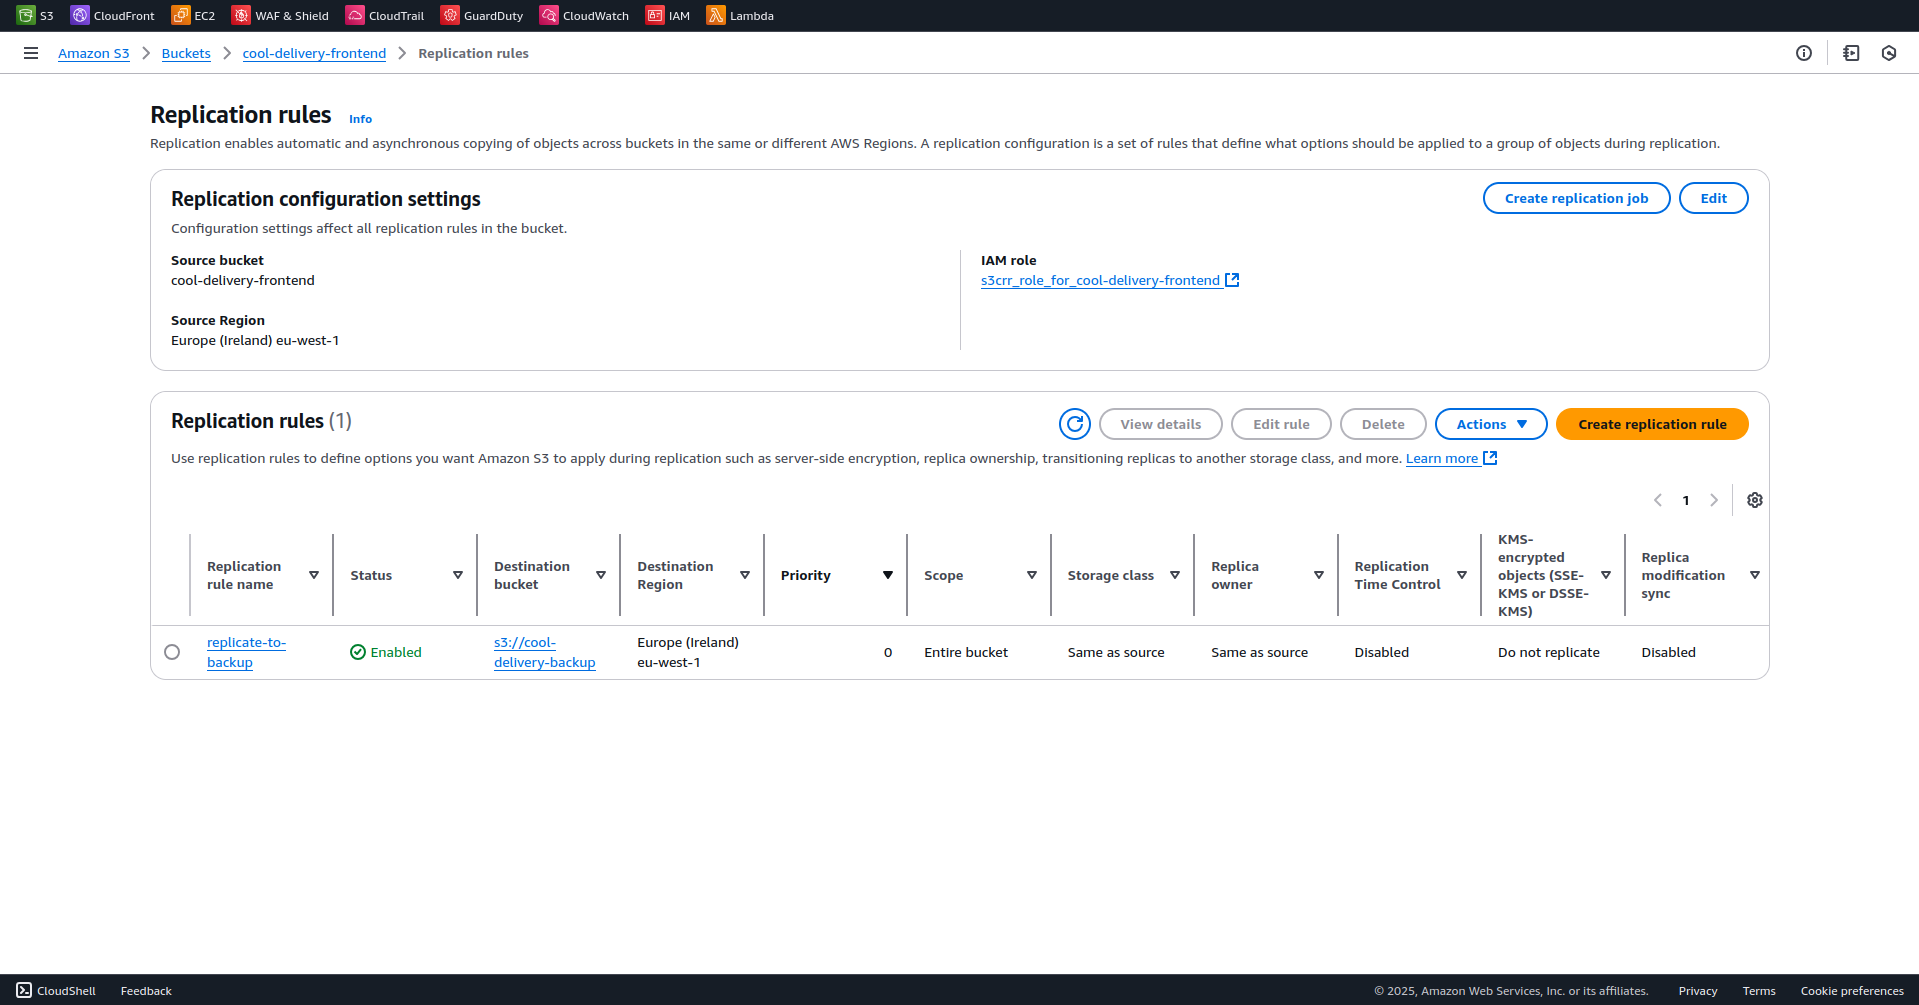 S3 CloudFront EC2 WAF & Shield CloudTrail GuardDuty CloudWatch IAM Lambda
Amazon S3 Buckets cool-delivery-frontend Replication rules
Replication rules Info
Replication enables automatic and asynchronous copying of objects across buckets in the same or different AWS Regions. A replication configuration is a set of rules that define what options should be applied to a group of objects during replication.
Replication configuration settings Create replication job Edit
Configuration settings affect all replication rules in the bucket.
Source bucket
cool-delivery-frontend
Source Region
Europe (Ireland) eu-west-1
IAM role
s3crr_role_for_cool-delivery-frontend
Replication rules (1) View details Edit rule Delete Actions Create replication rule
Use replication rules to define options you want Amazon S3 to apply during replication such as server-side encryption, replica ownership, transitioning replicas to another storage class, and more. Learn more
1
Replication
rule name
Status
Destination
bucket
Destination
Region
Priority
Scope
Storage class
Replica
owner
Replication
Time Control
KMS-
encrypted
objects (SSE-
KMS or DSSE-
KMS)
Replica
modification
sync
replicate-to-
backup
Enabled
s3://cool-
delivery-backup
Europe (Ireland)
eu-west-1
0
Entire bucket
Same as source
Same as source
Disabled
Do not replicate
Disabled
CloudShell Feedback © 2025, Amazon Web Services, Inc. or its affiliates. Privacy Terms Cookie preferences